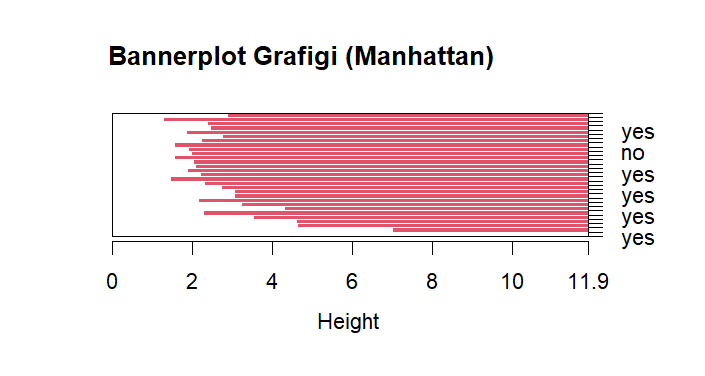 Bannerplot Grafigi (Manhattan)
yes
no
yes
yes
yes
yes
0 2 4 6 8 10 11.9
Height